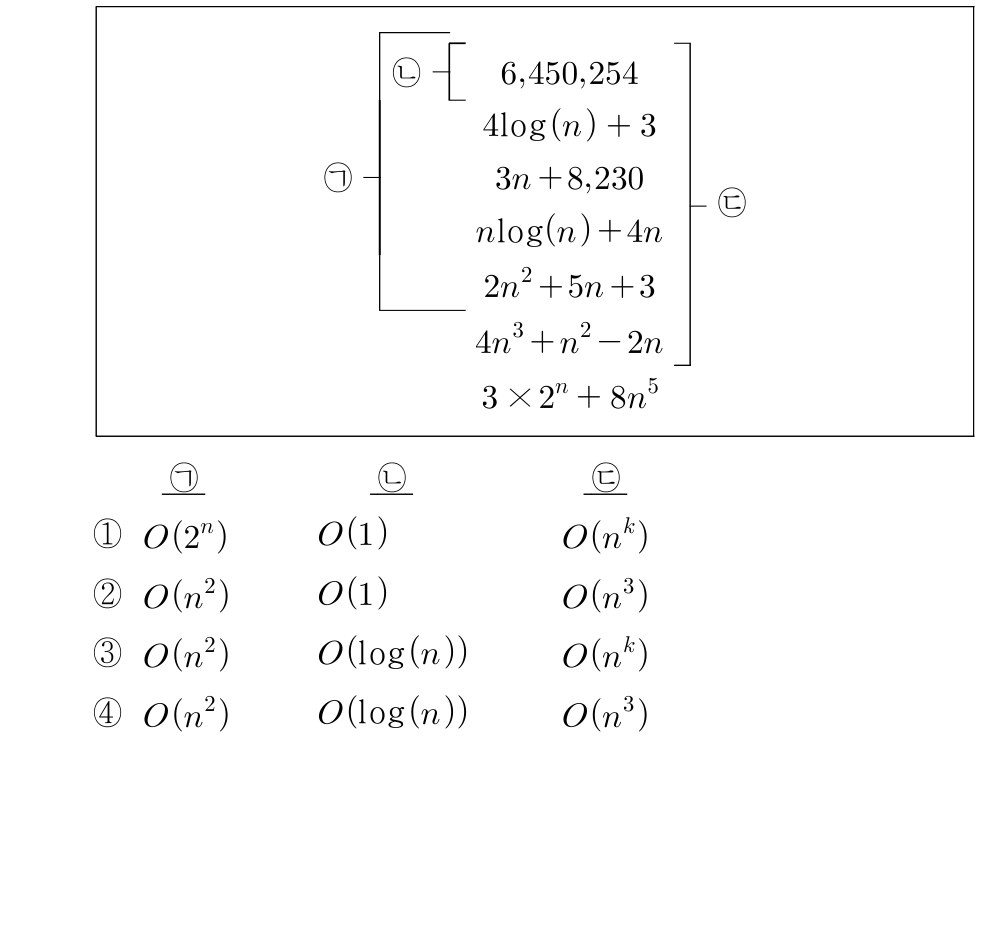 ㉡ 6,450,254
4log(n) + 3
㉠ 3n + 8,230
㉢
nlog(n) + 4n
2n² + 5n + 3
4n³ + n² − 2n
3 × 2ⁿ + 8n⁵
㉠ ㉡ ㉢
① O(2ⁿ) O(1) O(nᵏ)
② O(n²) O(1) O(n³)
③ O(n²) O(log(n)) O(nᵏ)
④ O(n²) O(log(n)) O(n³)